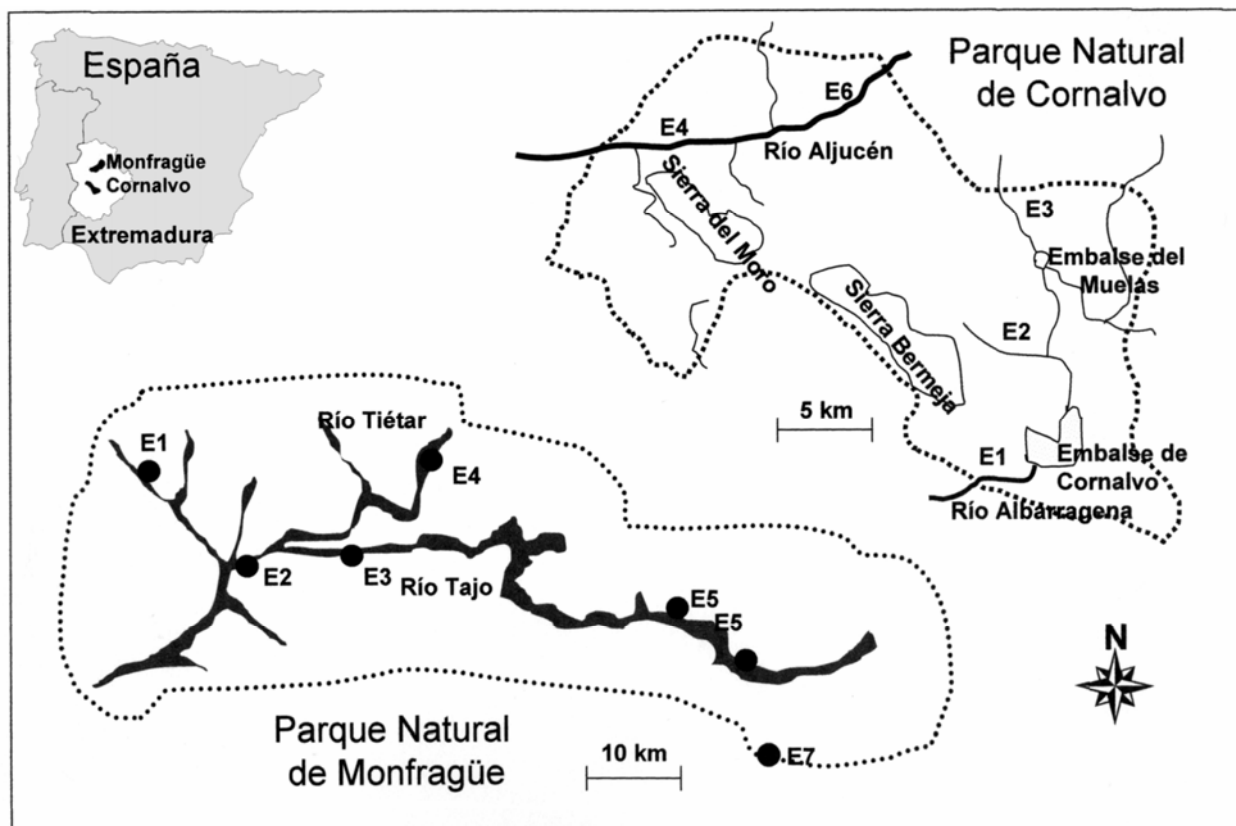 España
Monfragüe
Cornalvo
Extremadura
Parque Natural
de Cornalvo
E6
E4
Río Aljucén
Sierra del Moro
E3
Embalse del
Muelas
Sierra Bermeja
E2
5 km
E1
Embalse de
Cornalvo
Río Albarragena
Río Tiétar
E1
E4
E2
E3
Río Tajo
E5
E5
N
Parque Natural
de Monfragüe
10 km
E7